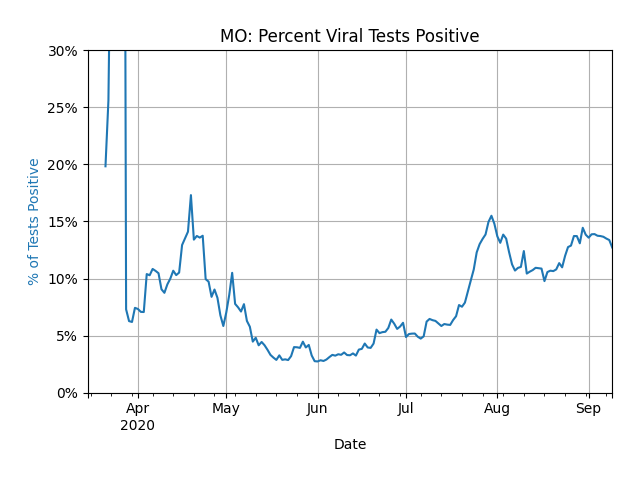 MO: Percent Viral Tests Positive
30%
25%
20%
15%
10%
5%
0%
% of Tests Positive
Apr
2020
May
Jun
Jul
Aug
Sep
Date